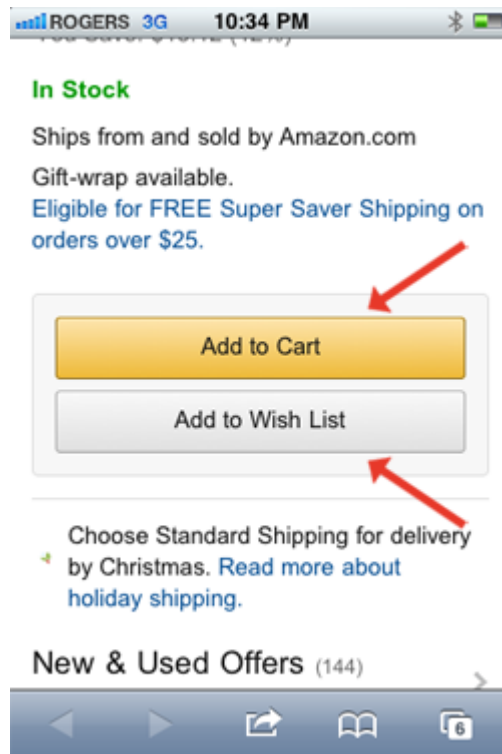 ROGERS 3G 10:34 PM
In Stock
Ships from and sold by Amazon.com
Gift-wrap available.
Eligible for FREE Super Saver Shipping on
orders over $25.
Add to Cart
Add to Wish List
Choose Standard Shipping for delivery
by Christmas. Read more about
holiday shipping.
New & Used Offers (144)
6